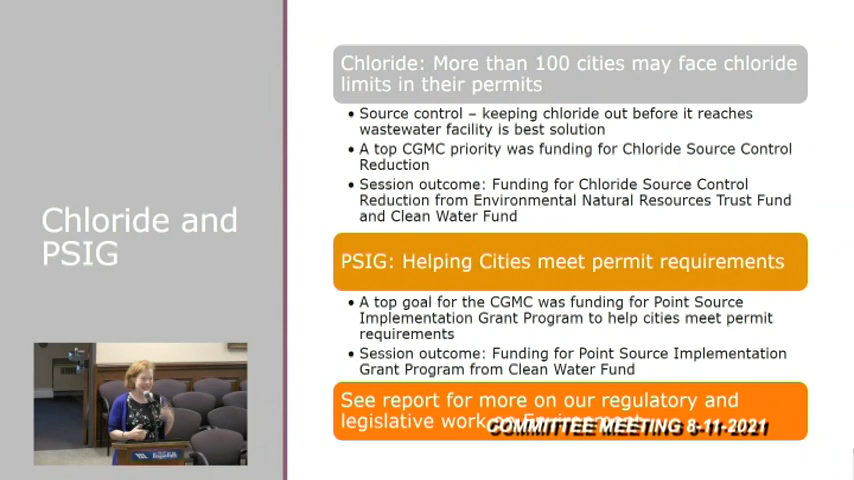 Chloride and
PSIG
Chloride: More than 100 cities may face chloride
limits in their permits
• Source control – keeping chloride out before it reaches
wastewater facility is best solution
• A top CGMC priority was funding for Chloride Source Control
Reduction
• Session outcome: Funding for Chloride Source Control
Reduction from Environmental Natural Resources Trust Fund
and Clean Water Fund
PSIG: Helping Cities meet permit requirements
• A top goal for the CGMC was funding for Point Source
Implementation Grant Program to help cities meet permit
requirements
• Session outcome: Funding for Point Source Implementation
Grant Program from Clean Water Fund
See report for more on our regulatory and
legislative work on Environment
COMMITTEE MEETING 8-11-2021